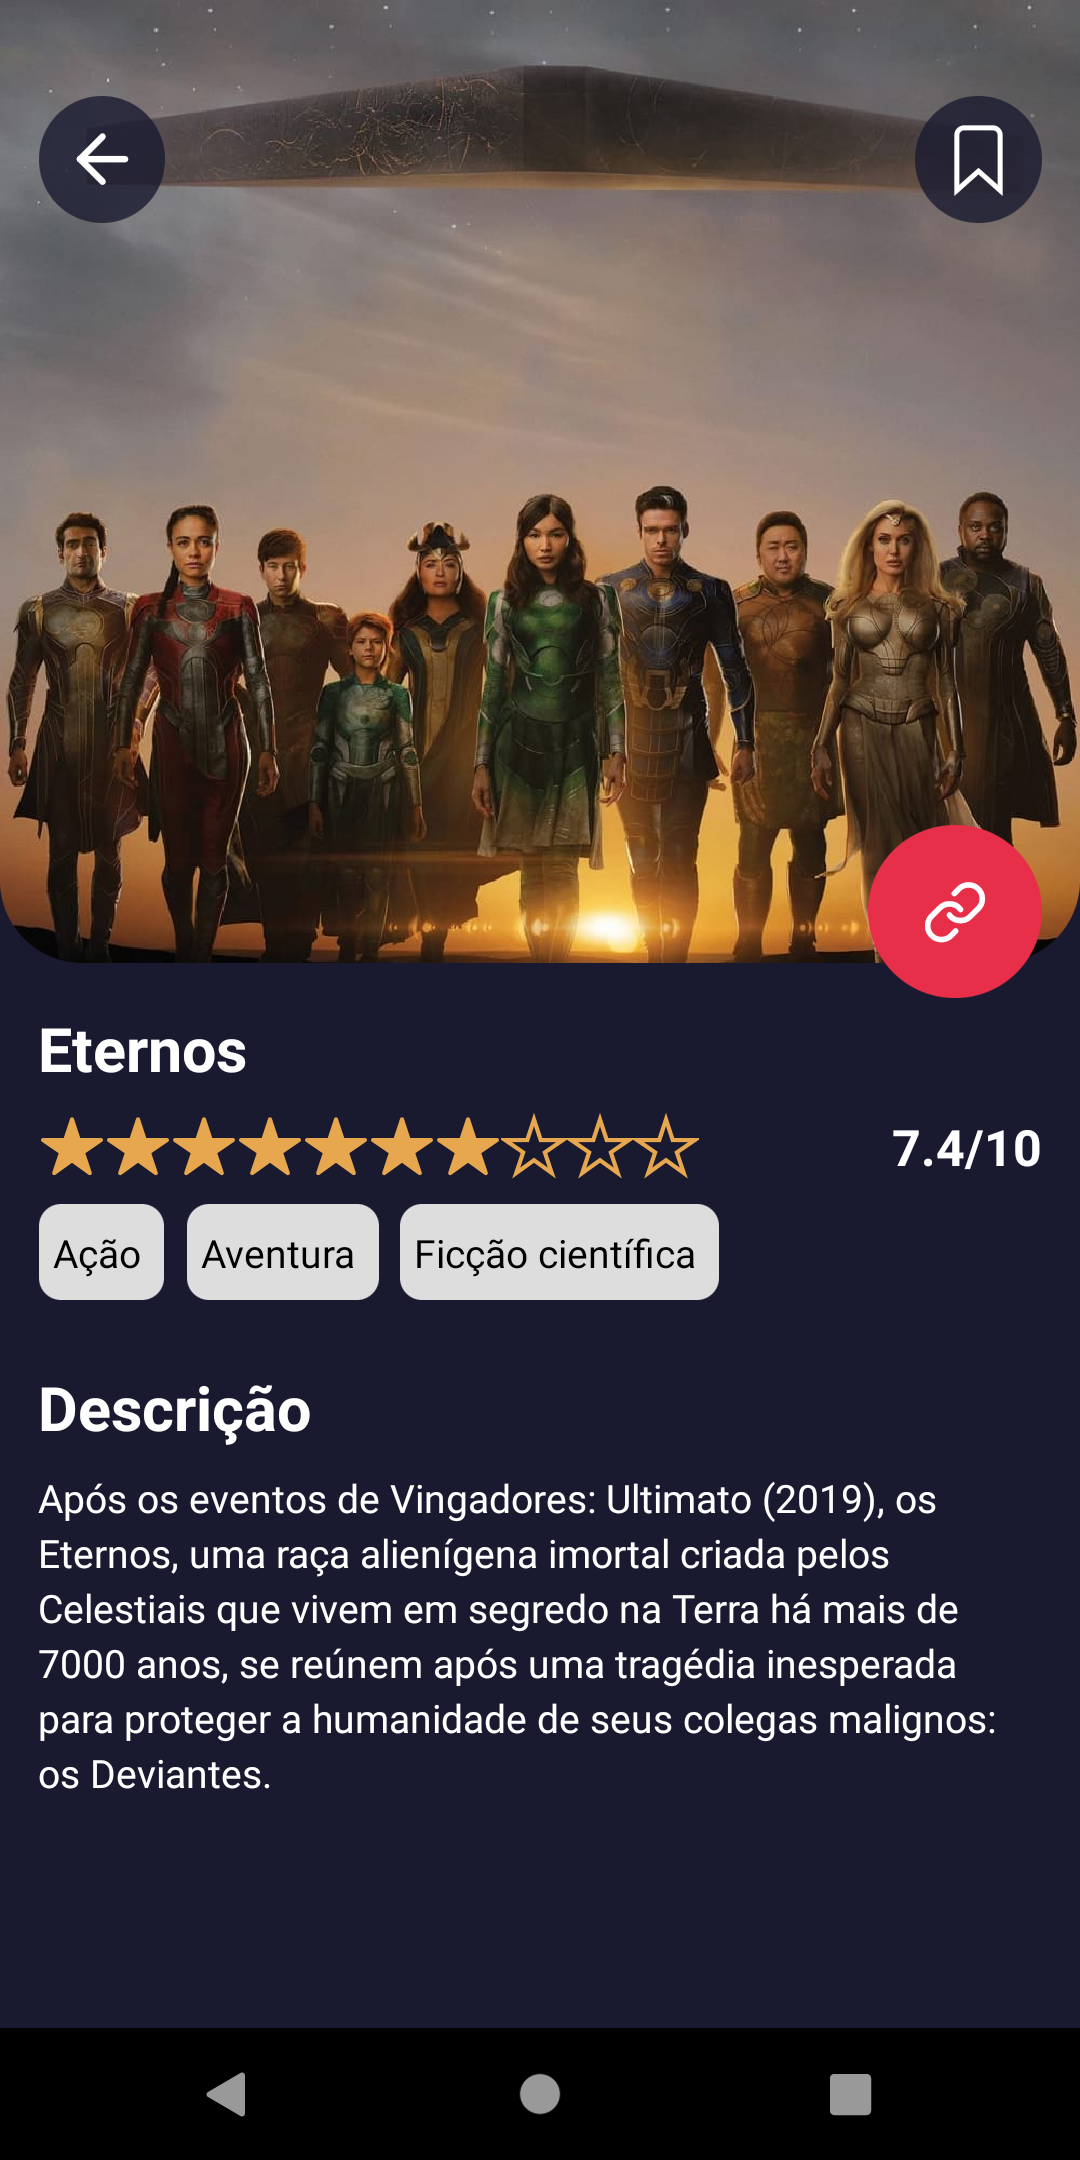 Eternos
7.4/10
Ação Aventura Ficção científica
Descrição
Após os eventos de Vingadores: Ultimato (2019), os
Eternos, uma raça alienígena imortal criada pelos
Celestiais que vivem em segredo na Terra há mais de
7000 anos, se reúnem após uma tragédia inesperada
para proteger a humanidade de seus colegas malignos:
os Deviantes.